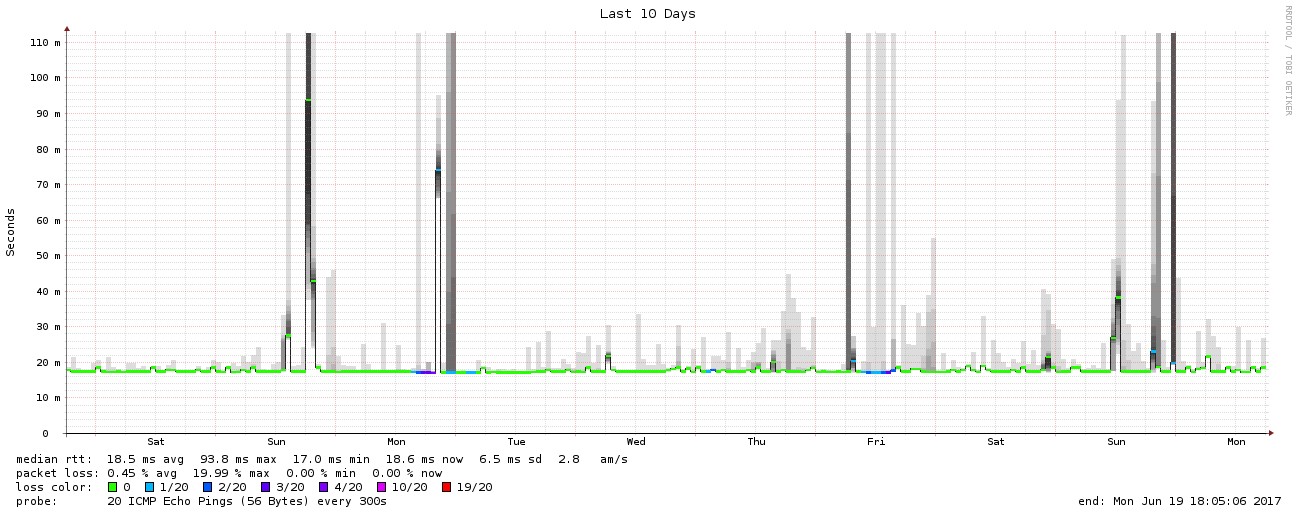 Last 10 Days
RRDTOOL / TOBI OETIKER
Seconds
110 m
100 m
90 m
80 m
70 m
60 m
50 m
40 m
30 m
20 m
10 m
0
Sat Sun Mon Tue Wed Thu Fri Sat Sun Mon
median rtt: 18.5 ms avg 93.8 ms max 17.0 ms min 18.6 ms now 6.5 ms sd 2.8 am/s
packet loss: 0.45 % avg 19.99 % max 0.00 % min 0.00 % now
loss color: 0 1/20 2/20 3/20 4/20 10/20 19/20
probe: 20 ICMP Echo Pings (56 Bytes) every 300s end: Mon Jun 19 18:05:06 2017